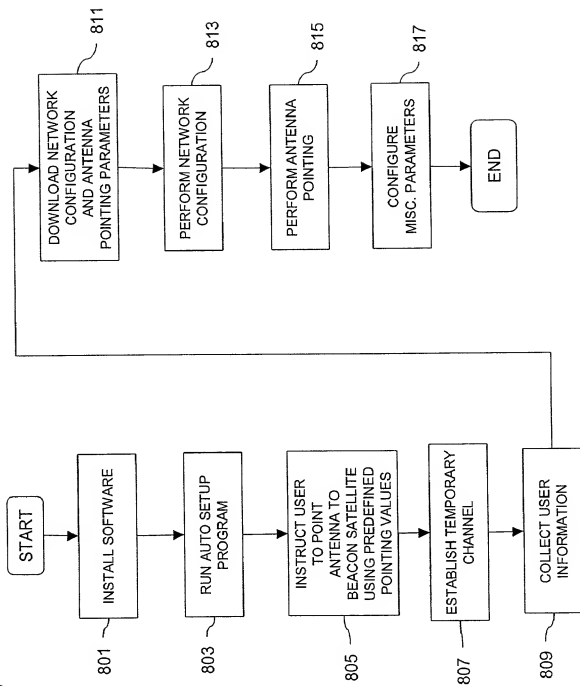 START
INSTALL SOFTWARE
801
RUN AUTO SETUP
PROGRAM
803
INSTRUCT USER
TO POINT
ANTENNA TO
BEACON SATELLITE
USING PREDEFINED
POINTING VALUES
805
ESTABLISH TEMPORARY
CHANNEL
807
COLLECT USER
INFORMATION
809
DOWNLOAD NETWORK
CONFIGURATION
AND ANTENNA
POINTING PARAMETERS
811
PERFORM NETWORK
CONFIGURATION
813
PERFORM ANTENNA
POINTING
815
CONFIGURE
MISC. PARAMETERS
817
END